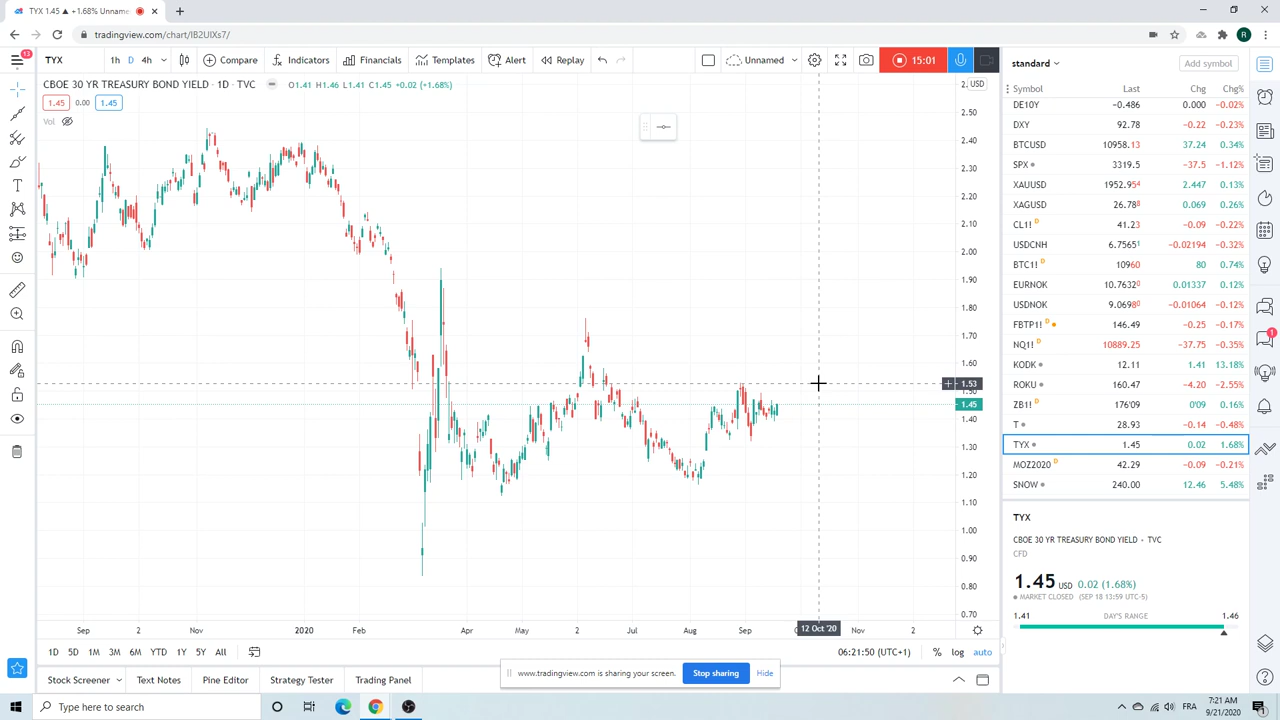 TYX 1.45 ▲ +1.68% Unname
tradingview.com/chart/IB2UIXs7/
R
13
TYX 1h D 4h Compare Indicators Financials Templates Alert Replay Unnamed 15:01
CBOE 30 YR TREASURY BOND YIELD · 1D · TVC 1.41 H1.46 L1.41 C1.45 +0.02 (+1.68%)
1.45 0.00 1.45
Vol
USD
2.50
2.40
2.30
2.20
2.10
2.00
1.90
1.80
1.70
1.60
1.53
1.50
1.45
1.40
1.30
1.20
1.10
1.00
0.90
0.80
0.70
Sep 2 Nov 2020 Feb Apr May 2 Jul Aug Sep 12 Oct '20 Nov 2
1D 5D 1M 3M 6M YTD 1Y 5Y All 06:21:50 (UTC+1) % log auto
www.tradingview.com is sharing your screen. Stop sharing Hide
Stock Screener Text Notes Pine Editor Strategy Tester Trading Panel
standard Add symbol
Symbol Last Chg Chg%
DE10Y −0.486 0.000 −0.02%
DXY 92.78 −0.22 −0.23%
BTCUSD 10958.13 37.24 0.34%
SPX 3319.5 −37.5 −1.12%
XAUUSD 1952.954 2.447 0.13%
XAGUSD 26.788 0.069 0.26%
CL1! D 41.23 −0.09 −0.22%
USDCNH 6.75651 −0.02194 −0.32%
BTC1! D 10960 80 0.74%
EURNOK 10.76320 0.01337 0.12%
USDNOK 9.06980 −0.01064 −0.12%
FBTP1! D 146.49 −0.25 −0.17%
NQ1! D 10889.25 −37.75 −0.35%
KODK 12.11 1.41 13.18%
ROKU 160.47 −4.20 −2.55%
ZB1! D 176'09 0'09 0.16%
T 28.93 −0.14 −0.48%
TYX 1.45 0.02 1.68%
MOZ2020 D 42.29 −0.09 −0.21%
SNOW 240.00 12.46 5.48%
TYX
CBOE 30 YR TREASURY BOND YIELD · TVC
CFD
1.45 USD 0.02 (1.68%)
MARKET CLOSED (SEP 18 13:59 UTC-5)
1.41 DAY'S RANGE 1.46
1
Type here to search
FRA
7:21 AM
9/21/2020
1